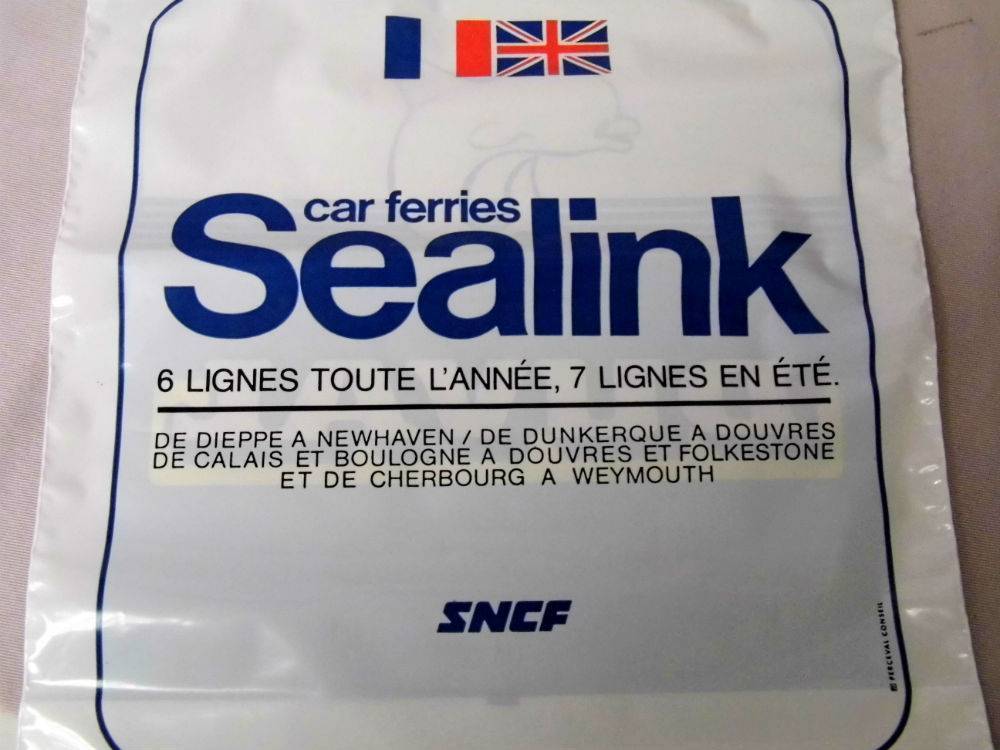 car ferries
Sealink
6 LIGNES TOUTE L'ANNÉE, 7 LIGNES EN ÉTÉ.
DE DIEPPE A NEWHAVEN / DE DUNKERQUE A DOUVRES
DE CALAIS ET BOULOGNE A DOUVRES ET FOLKESTONE
ET DE CHERBOURG A WEYMOUTH
SNCF
PERCEVAL CONSEIL